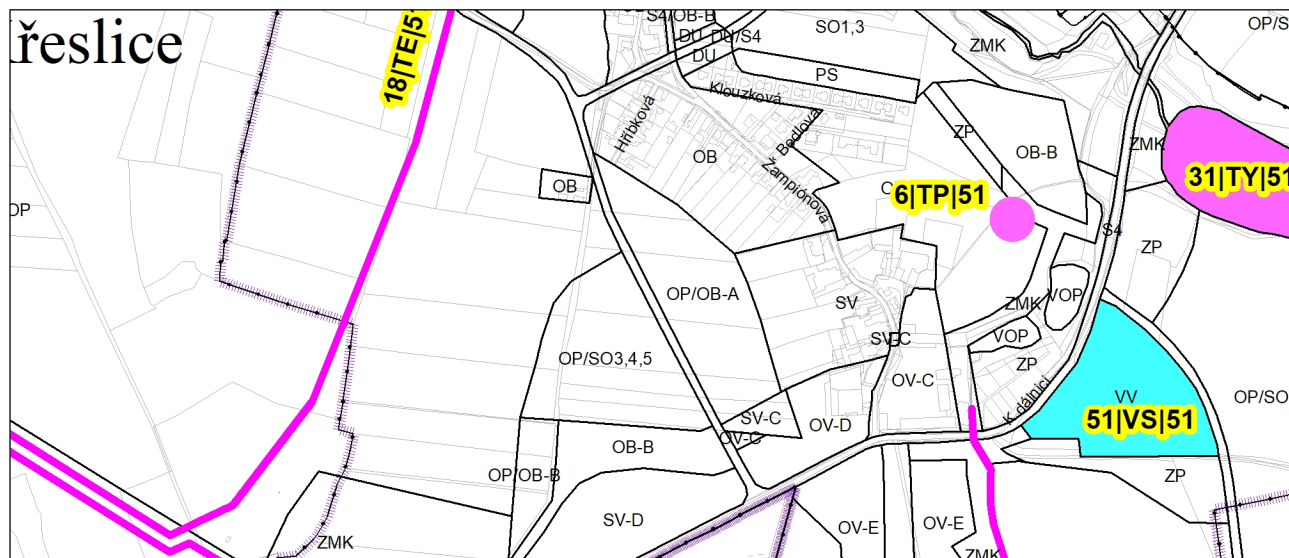 S4/OB-B
SO1,3
OP/S
řeslice
18|TE|5
DU
DU/S4
ZMK
DU
PS
Klouzková
Hříbková
Bedlová
ZP
ZMK
OB
OB-B
Žampiónová
OB
6|TP|51
31|TY|51
OP
S4
ZP
OP/OB-A
SV
ZMK
VOP
SV-C
VOP
OP/SO3,4,5
ZP
OV-C
K dálnici
VV
OP/SO
SV-C
OV-D
51|VS|51
OV-C
OB-B
OP/OB-B
ZP
SV-D
OV-E
OV-E
ZMK
ZMK